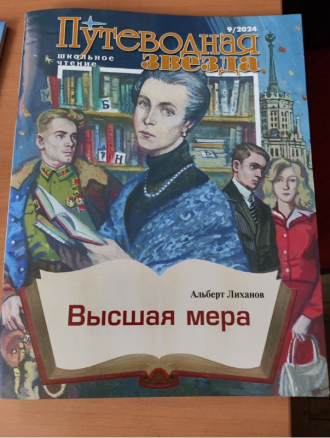 Путеводная
9/2024
школьное
чтение
звезда
Б
Р
Н
В
Альберт Лиханов
Высшая мера